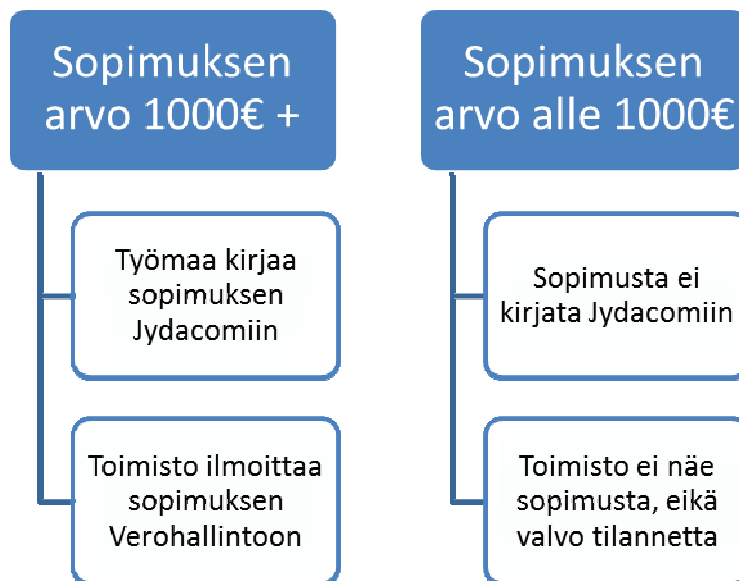 Sopimuksen
arvo 1000€ +
Työmaa kirjaa
sopimuksen
Jydacomiin
Toimisto ilmoittaa
sopimuksen
Verohallintoon
Sopimuksen
arvo alle 1000€
Sopimusta ei
kirjata Jydacomiin
Toimisto ei näe
sopimusta, eikä
valvo tilannetta